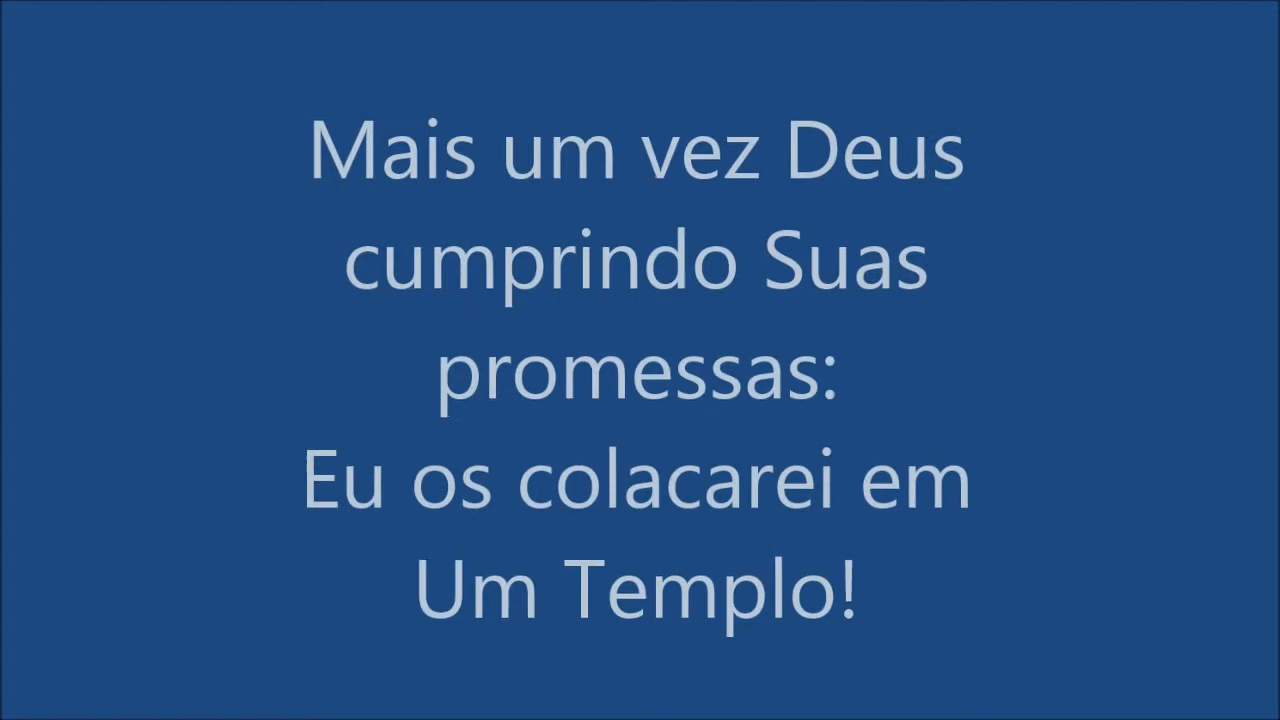 Mais um vez Deus
cumprindo Suas
promessas:
Eu os colacarei em
Um Templo!